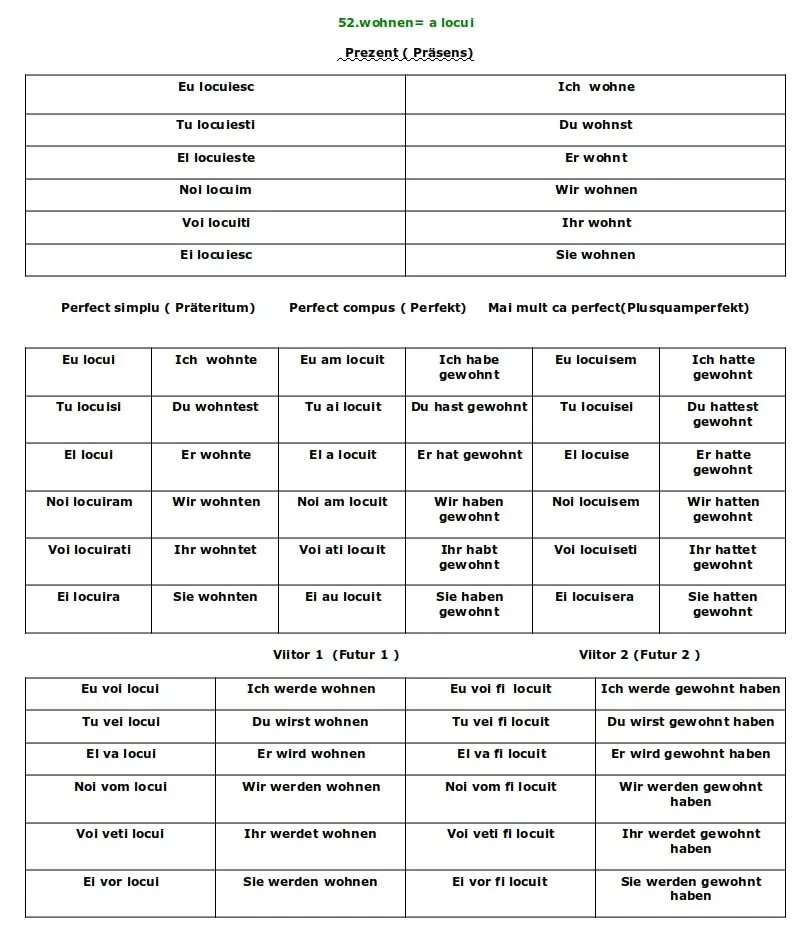 52.wohnen= a locui
Prezent ( Präsens)
Eu locuiesc Ich wohne
Tu locuiesti Du wohnst
El locuieste Er wohnt
Noi locuim Wir wohnen
Voi locuiti Ihr wohnt
Ei locuiesc Sie wohnen
Perfect simplu ( Präteritum) Perfect compus ( Perfekt) Mai mult ca perfect(Plusquamperfekt)
Eu locui Ich wohnte Eu am locuit Ich habe gewohnt Eu locuisem Ich hatte gewohnt
Tu locuisi Du wohntest Tu ai locuit Du hast gewohnt Tu locuisei Du hattest gewohnt
El locui Er wohnte El a locuit Er hat gewohnt El locuise Er hatte gewohnt
Noi locuiram Wir wohnten Noi am locuit Wir haben gewohnt Noi locuisem Wir hatten gewohnt
Voi locuirati Ihr wohntet Voi ati locuit Ihr habt gewohnt Voi locuiseti Ihr hattet gewohnt
Ei locuira Sie wohnten Ei au locuit Sie haben gewohnt Ei locuisera Sie hatten gewohnt
Viitor 1 (Futur 1 ) Viitor 2 (Futur 2 )
Eu voi locui Ich werde wohnen Eu voi fi locuit Ich werde gewohnt haben
Tu vei locui Du wirst wohnen Tu vei fi locuit Du wirst gewohnt haben
El va locui Er wird wohnen El va fi locuit Er wird gewohnt haben
Noi vom locui Wir werden wohnen Noi vom fi locuit Wir werden gewohnt haben
Voi veti locui Ihr werdet wohnen Voi veti fi locuit Ihr werdet gewohnt haben
Ei vor locui Sie werden wohnen Ei vor fi locuit Sie werden gewohnt haben